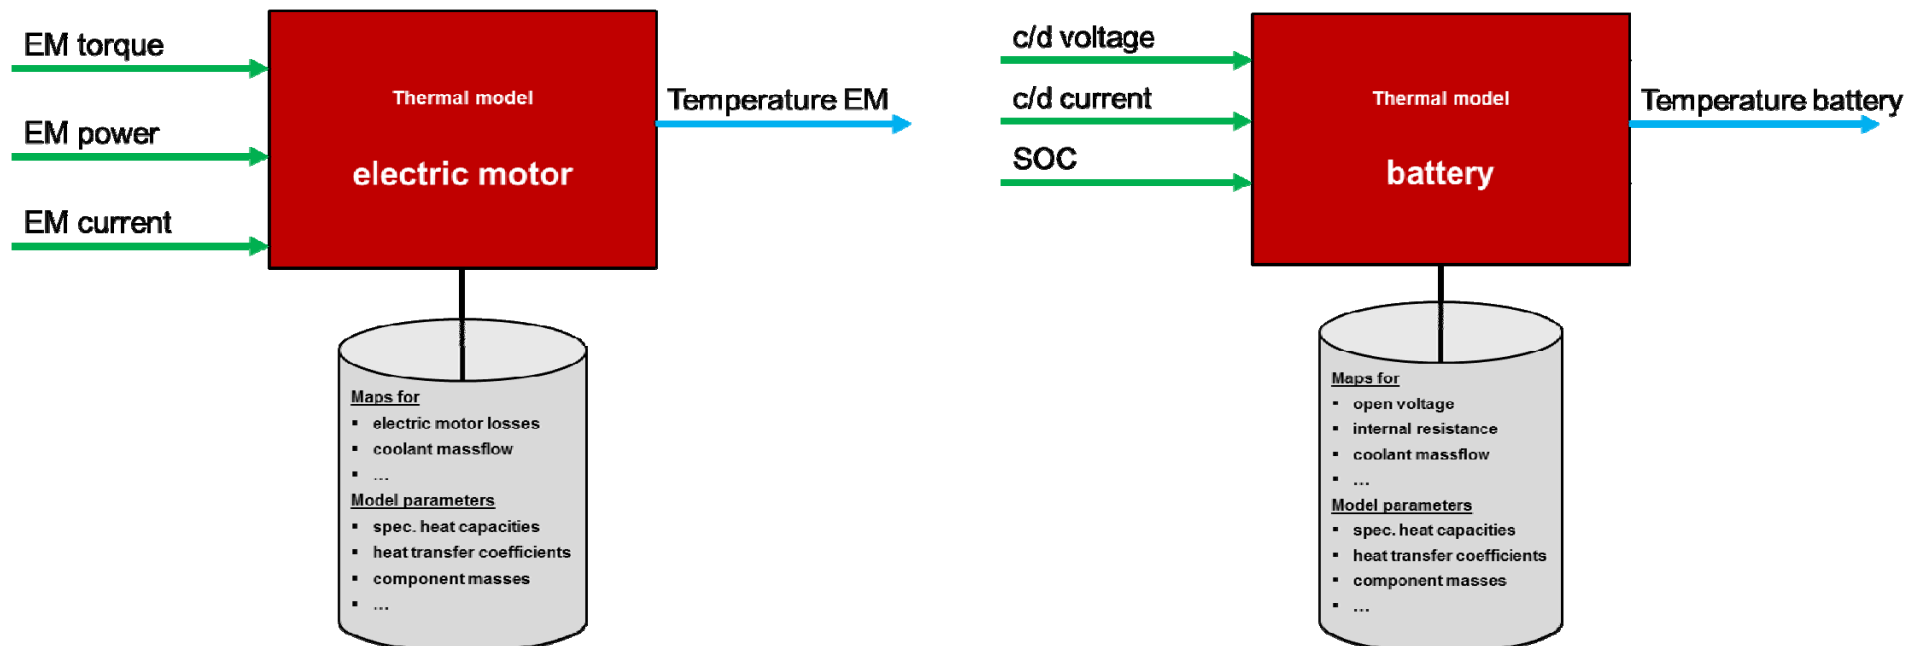 EM torque
EM power
EM current
Thermal model
electric motor
Temperature EM
Maps for
▪ electric motor losses
▪ coolant massflow
▪ ...
Model parameters
▪ spec. heat capacities
▪ heat transfer coefficients
▪ component masses
▪ ...
c/d voltage
c/d current
SOC
Thermal model
battery
Temperature battery
Maps for
▪ open voltage
▪ internal resistance
▪ coolant massflow
▪ ...
Model parameters
▪ spec. heat capacities
▪ heat transfer coefficients
▪ component masses
▪ ...